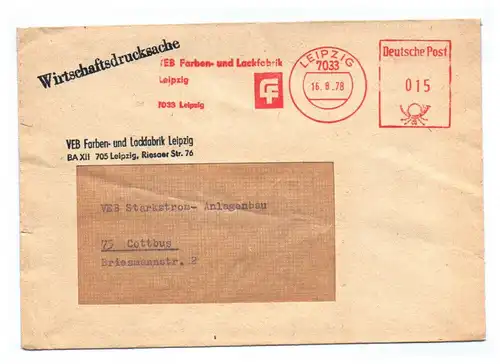 Wirtschaftsdrucksache
VEB Farben- und Lackfabrik
Leipzig
7033 Leipzig
LEIPZIG
7033
16.8.78
Deutsche Post
015
VEB Farben- und Lackfabrik Leipzig
BA XII 705 Leipzig, Riesaer Str. 76
VEB Starkstrom- Anlagenbau
75 Cottbus
Briesmannstr. 2